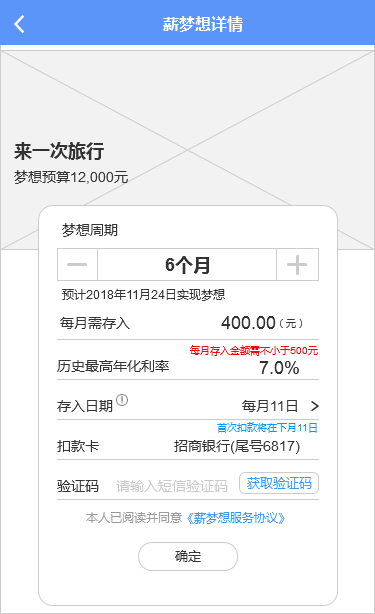 薪梦想详情
来一次旅行
梦想预算12,000元
梦想周期
6个月
预计2018年11月24日实现梦想
每月需存入 400.00（元）
每月存入金额需不小于500元
历史最高年化利率 7.0%
存入日期 每月11日
首次扣款将在下月11日
扣款卡 招商银行(尾号6817)
验证码 请输入短信验证码 获取验证码
本人已阅读并同意《薪梦想服务协议》
确定